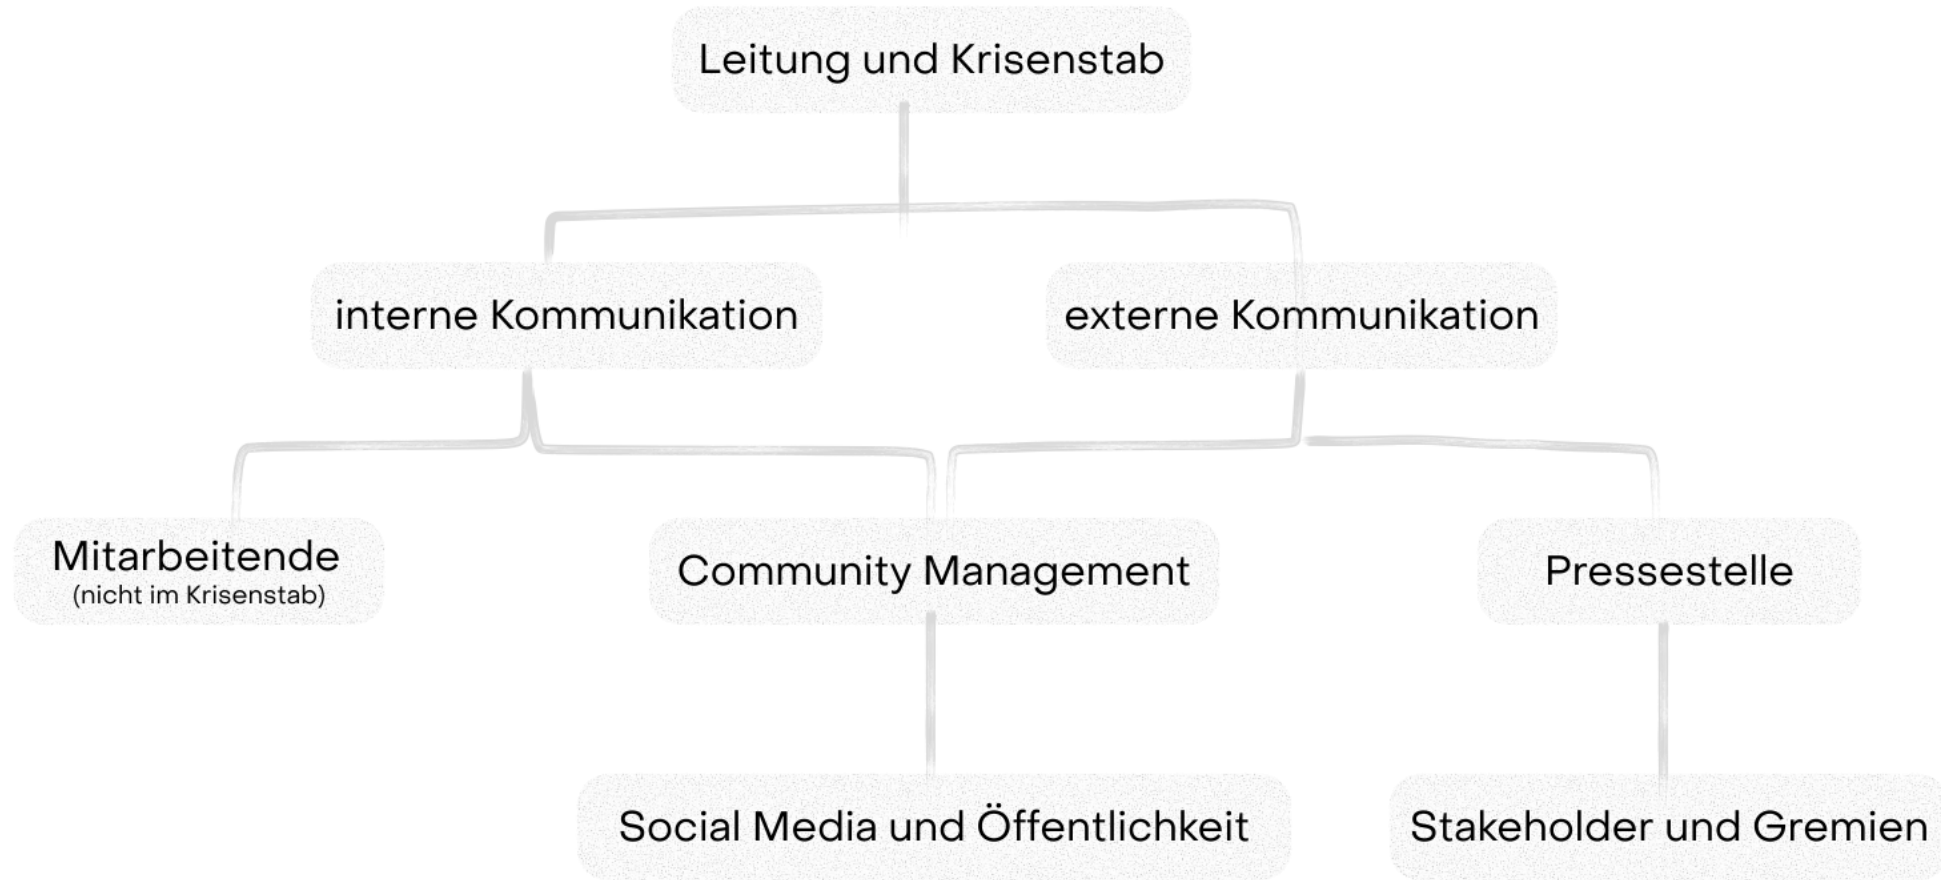 Leitung und Krisenstab
interne Kommunikation
externe Kommunikation
Mitarbeitende
(nicht im Krisenstab)
Community Management
Pressestelle
Social Media und Öffentlichkeit
Stakeholder und Gremien